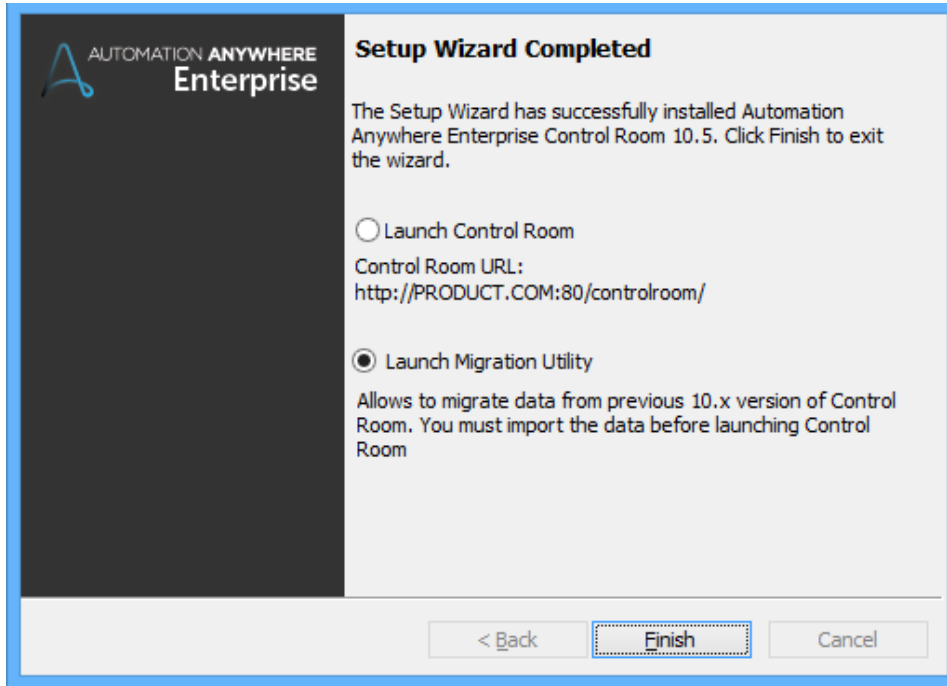 AUTOMATION ANYWHERE
Enterprise
Setup Wizard Completed
The Setup Wizard has successfully installed Automation
Anywhere Enterprise Control Room 10.5. Click Finish to exit
the wizard.
Launch Control Room
Control Room URL:
http://PRODUCT.COM:80/controlroom/
Launch Migration Utility
Allows to migrate data from previous 10.x version of Control
Room. You must import the data before launching Control
Room
< Back
Finish
Cancel